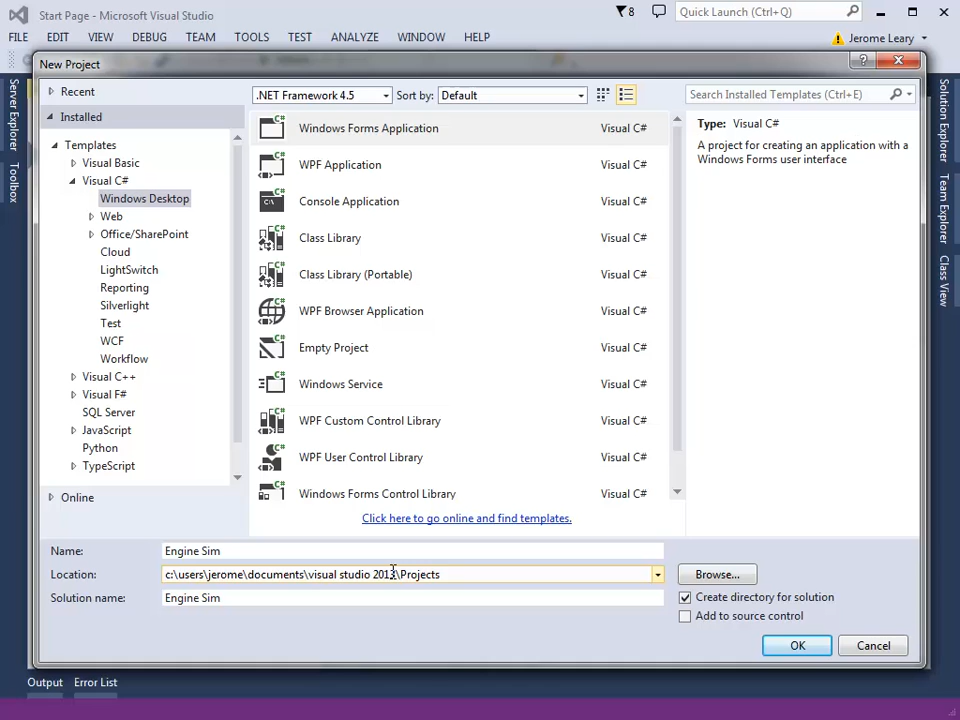 Start Page - Microsoft Visual Studio
8
Quick Launch (Ctrl+Q)
FILE EDIT VIEW TEAM TOOLS TEST ANALYZE WINDOW HELP
Jerome Leary
New Project
?
Server Explorer
Toolbox
Solution Explorer
Team Explorer
Class View
Recent
.NET Framework 4.5
Sort by: Default
Search Installed Templates (Ctrl+E)
Installed
Templates
Visual Basic
Visual C#
Windows Desktop
Web
Office/SharePoint
Cloud
LightSwitch
Reporting
Silverlight
Test
WCF
Workflow
Visual C++
Visual F#
SQL Server
JavaScript
Python
TypeScript
Online
Windows Forms Application Visual C#
WPF Application Visual C#
Console Application Visual C#
Class Library Visual C#
Class Library (Portable) Visual C#
WPF Browser Application Visual C#
Empty Project Visual C#
Windows Service Visual C#
WPF Custom Control Library Visual C#
WPF User Control Library Visual C#
Windows Forms Control Library Visual C#
Click here to go online and find templates.
Type: Visual C#
A project for creating an application with a
Windows Forms user interface
Name: Engine Sim
Location: c:\users\jerome\documents\visual studio 2013\Projects
Browse...
Solution name: Engine Sim
Create directory for solution
Add to source control
OK Cancel
Output Error List